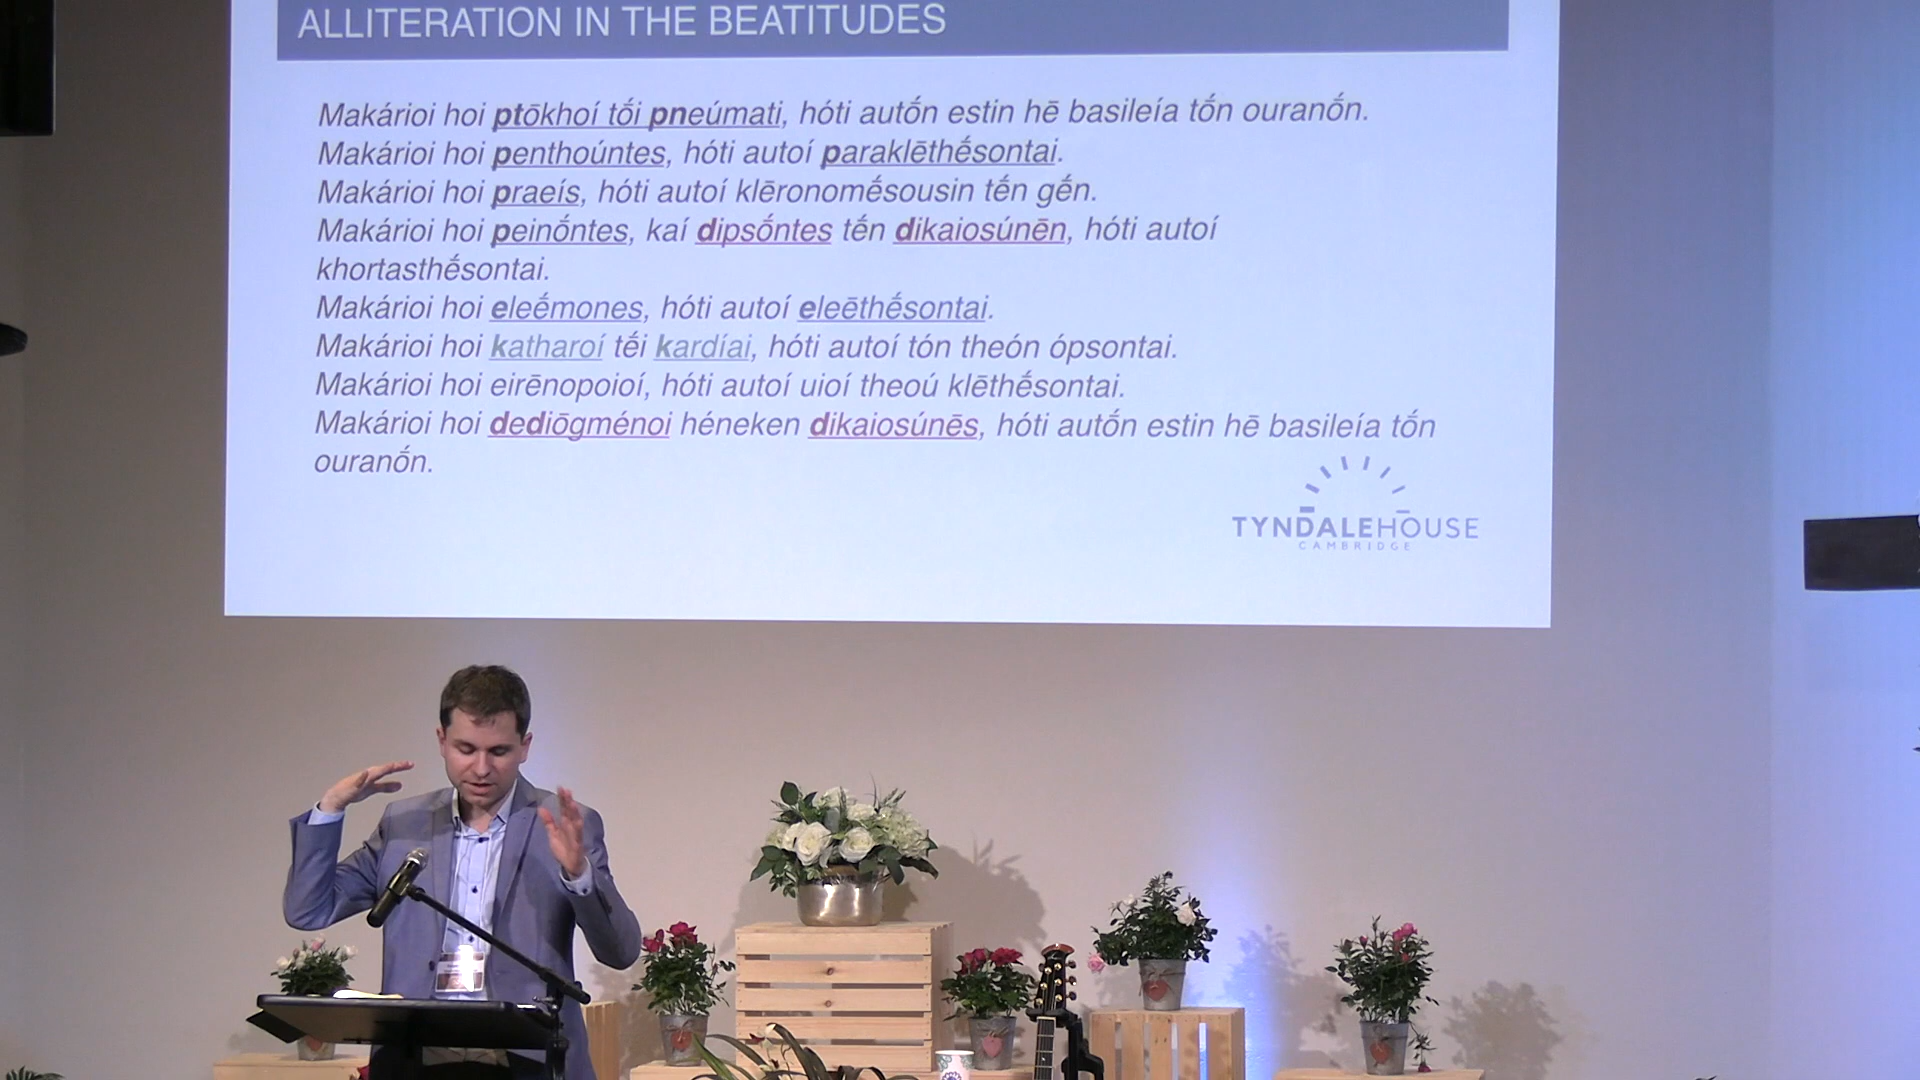 ALLITERATION IN THE BEATITUDES
Makárioi hoi ptōkhoí tṓi pneúmati, hóti autṓn estin hē basileía tṓn ouranṓn.
Makárioi hoi penthoúntes, hóti autoí paraklēthḗsontai.
Makárioi hoi praeís, hóti autoí klēronomḗsousin tḗn gḗn.
Makárioi hoi peinṓntes, kaí dipsṓntes tḗn dikaiosúnēn, hóti autoí
khortasthḗsontai.
Makárioi hoi eleḗmones, hóti autoí eleēthḗsontai.
Makárioi hoi katharoí tḗi kardíai, hóti autoí tón theón ópsontai.
Makárioi hoi eirēnopoioí, hóti autoí uioí theoú klēthḗsontai.
Makárioi hoi dediōgménoi héneken dikaiosúnēs, hóti autṓn estin hē basileía tṓn
ouranṓn.
TYNDALE HOUSE
CAMBRIDGE